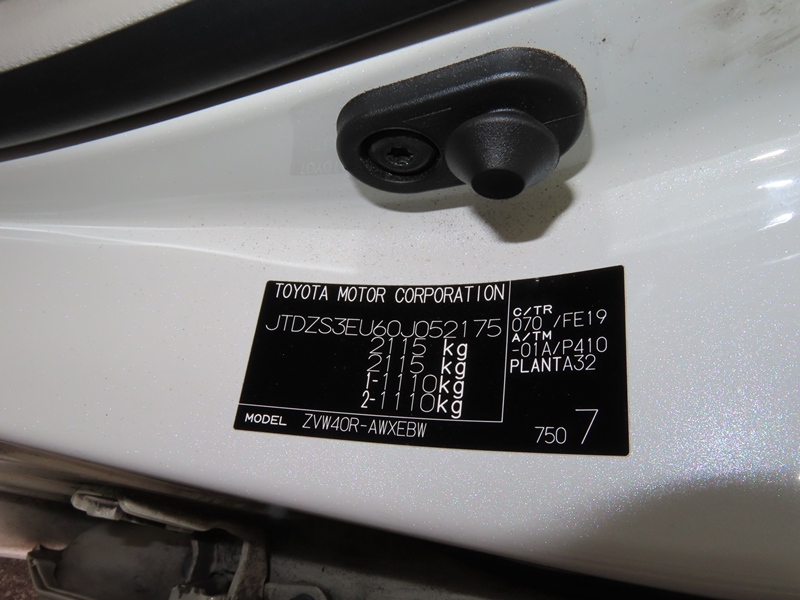 TOYOTA MOTOR CORPORATION
JTDZS3EU60J052175
2115 kg
2115 kg
1-1110kg
2-1110kg
MODEL ZVW40R-AWXEBW
C/TR
070 /FE19
A/TM
-01A/P410
PLANTA32
750 7